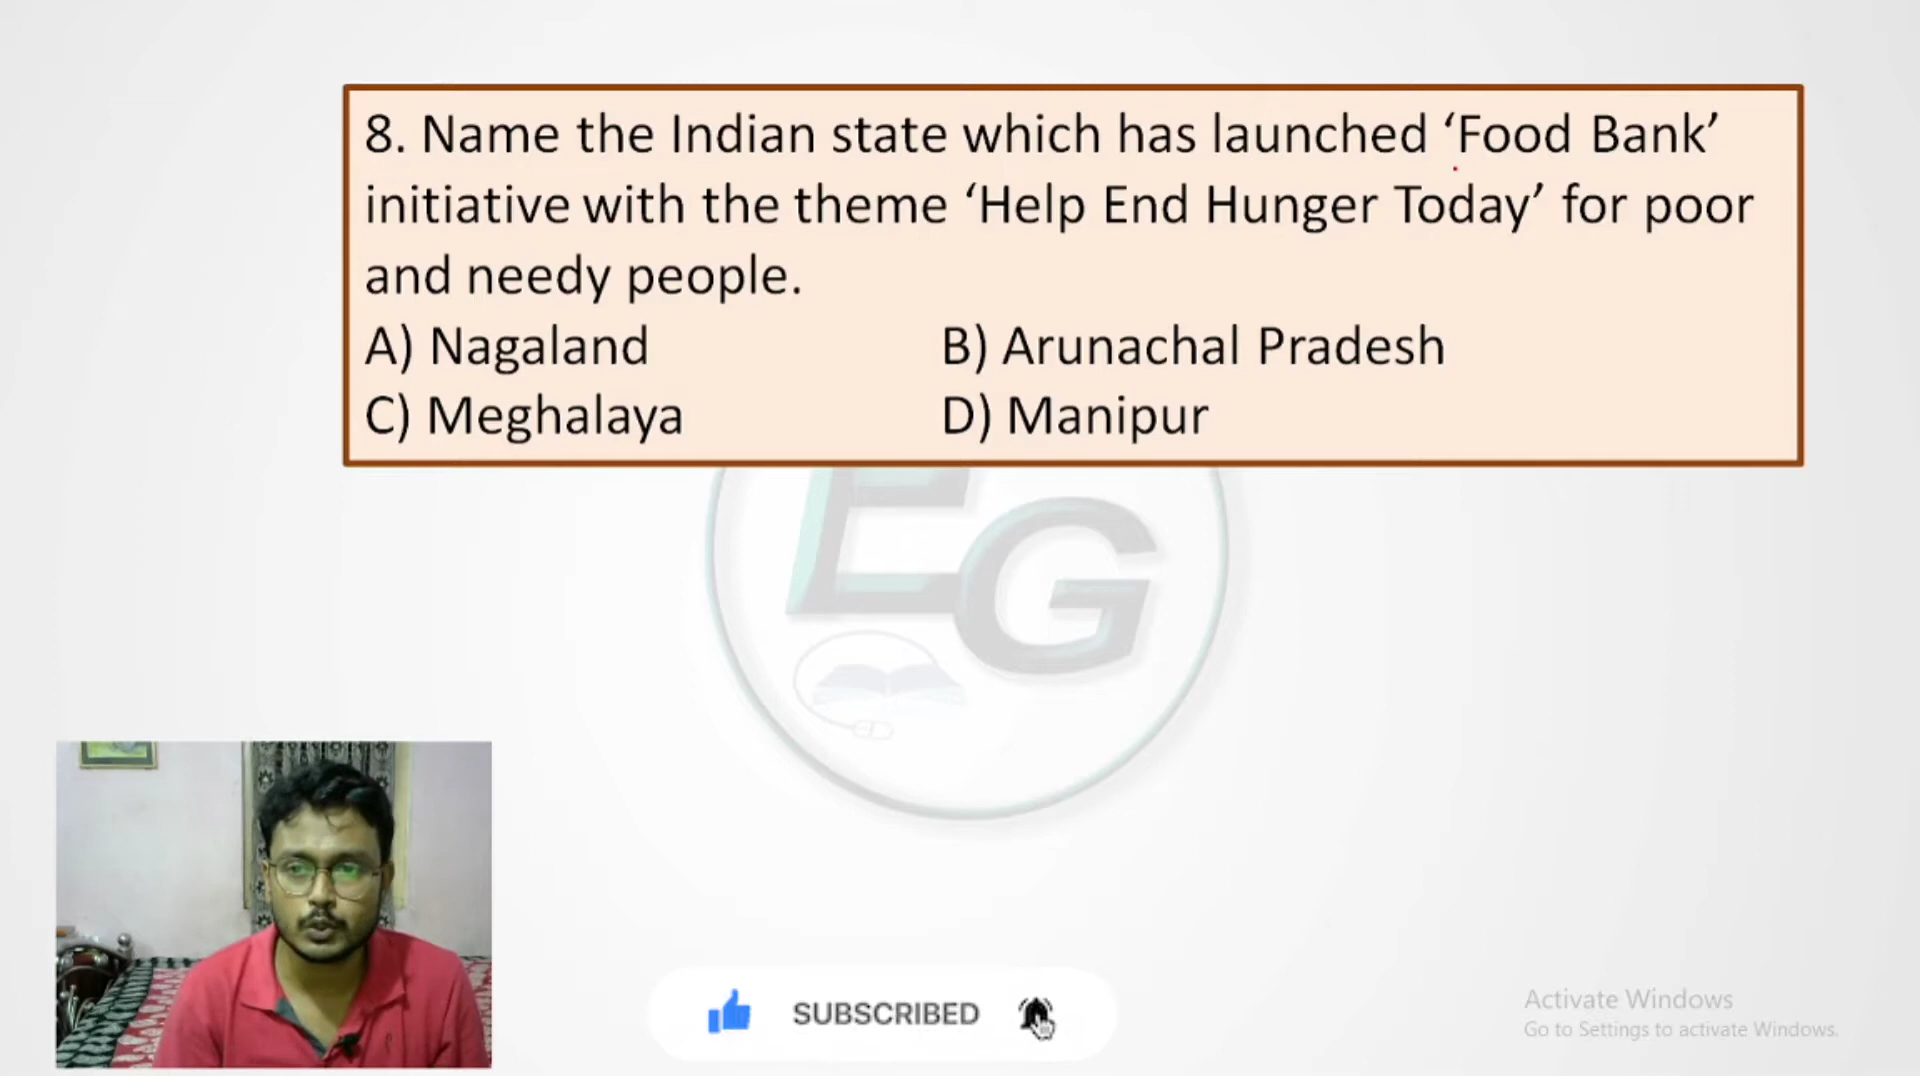 8. Name the Indian state which has launched ‘Food Bank’
initiative with the theme ‘Help End Hunger Today’ for poor
and needy people.
A) Nagaland B) Arunachal Pradesh
C) Meghalaya D) Manipur
EG
SUBSCRIBED
Activate Windows
Go to Settings to activate Windows.